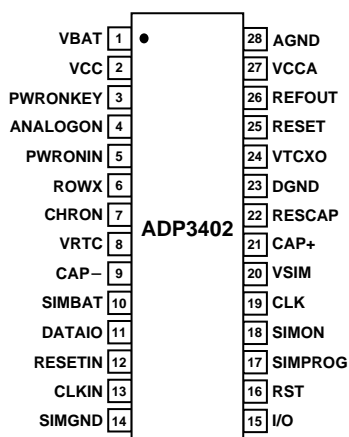 VBAT 1 28 AGND
VCC 2 27 VCCA
PWRONKEY 3 26 REFOUT
ANALOGON 4 25 RESET
PWRONIN 5 24 VTCXO
ROWX 6 23 DGND
CHRON 7 ADP3402 22 RESCAP
VRTC 8 21 CAP+
CAP− 9 20 VSIM
SIMBAT 10 19 CLK
DATAIO 11 18 SIMON
RESETIN 12 17 SIMPROG
CLKIN 13 16 RST
SIMGND 14 15 I/O